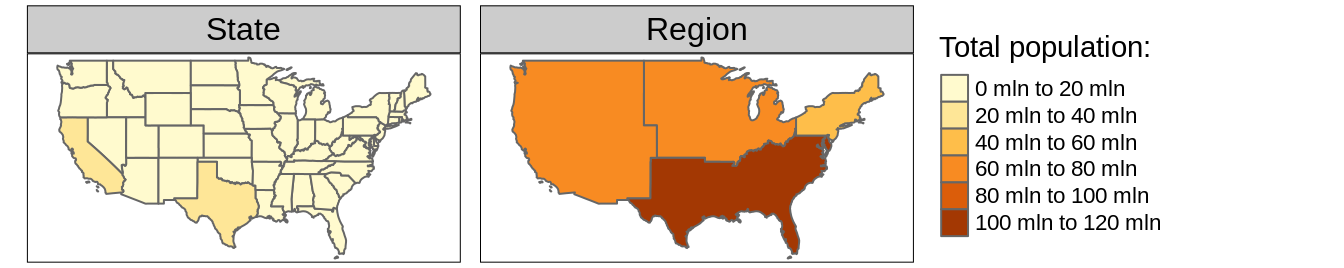 State
Region
Total population:
0 mln to 20 mln
20 mln to 40 mln
40 mln to 60 mln
60 mln to 80 mln
80 mln to 100 mln
100 mln to 120 mln